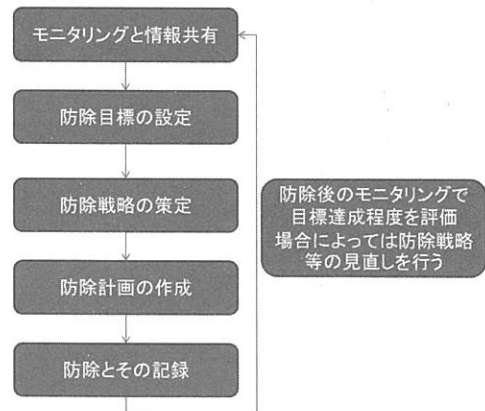 モニタリングと情報共有
防除目標の設定
防除戦略の策定
防除計画の作成
防除とその記録
防除後のモニタリングで
目標達成程度を評価
場合によっては防除戦略
等の見直しを行う